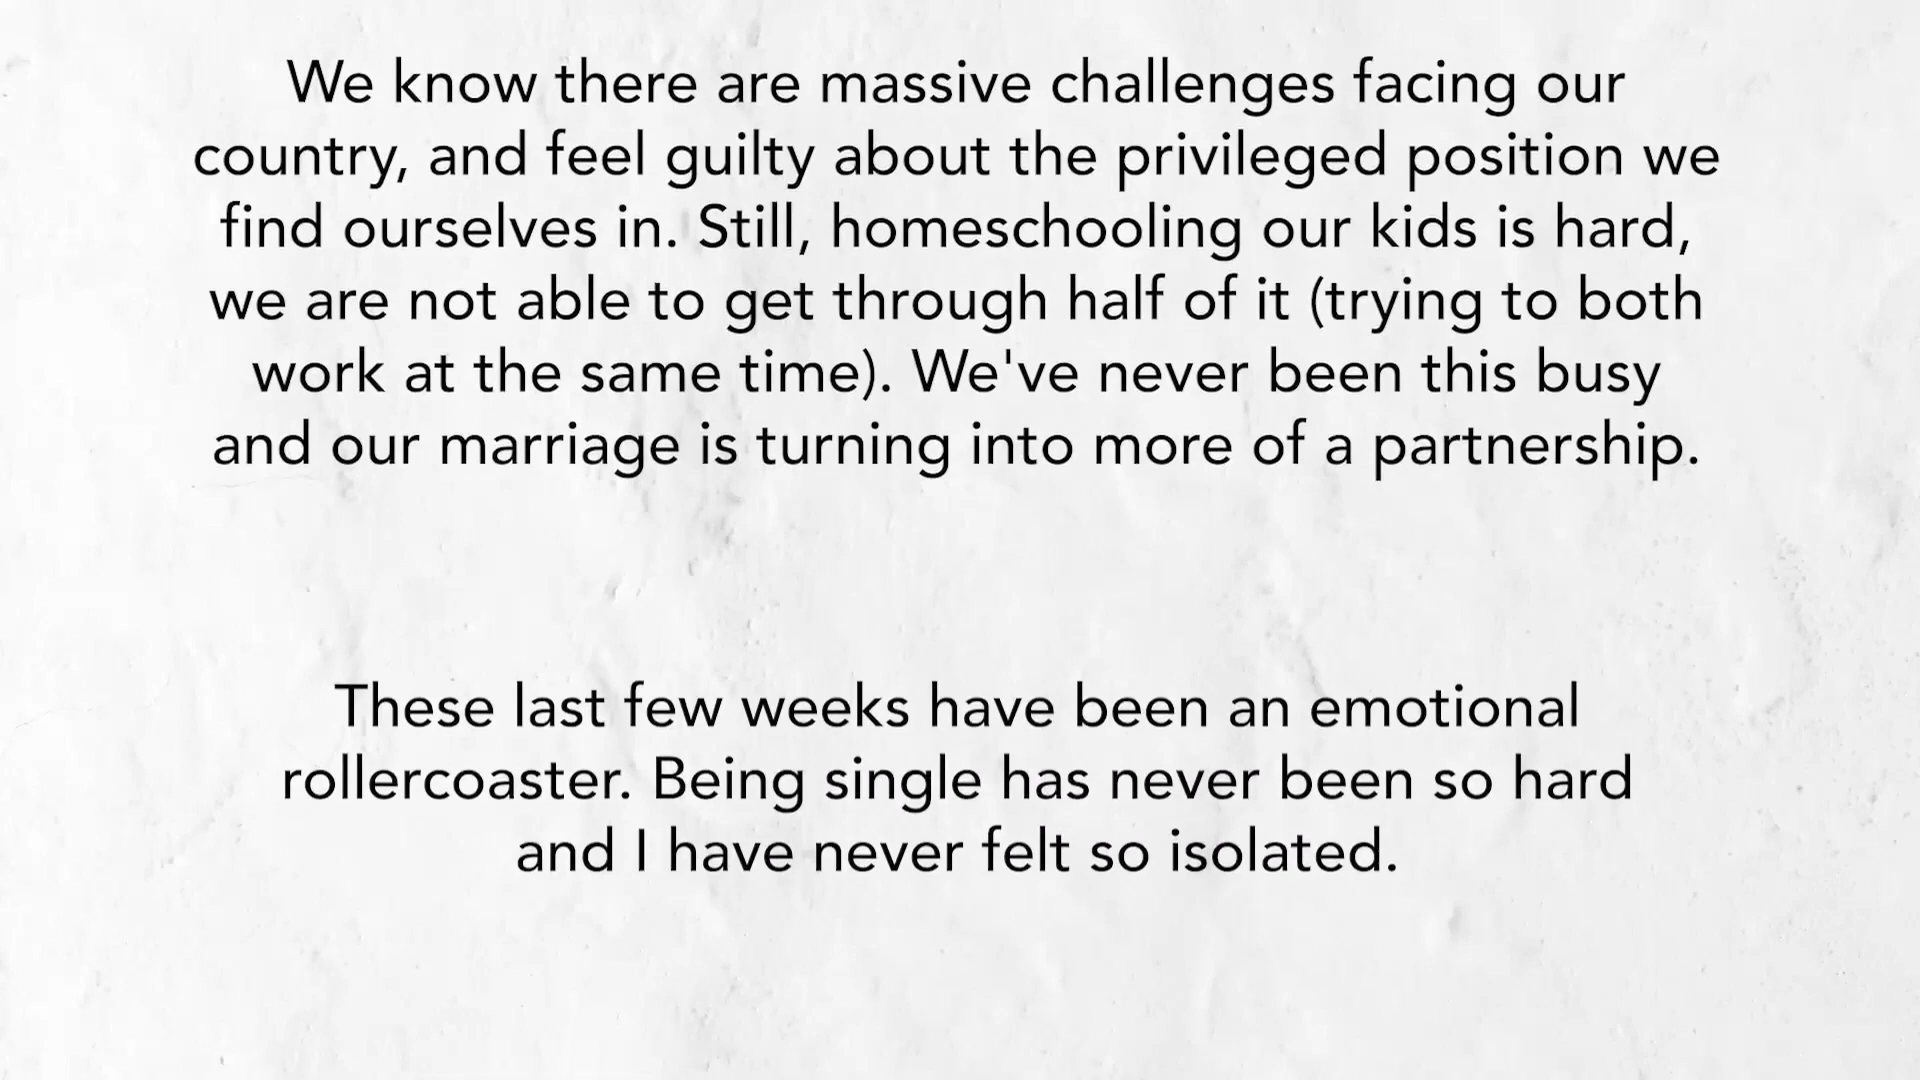 We know there are massive challenges facing our
country, and feel guilty about the privileged position we
find ourselves in. Still, homeschooling our kids is hard,
we are not able to get through half of it (trying to both
work at the same time). We've never been this busy
and our marriage is turning into more of a partnership.
These last few weeks have been an emotional
rollercoaster. Being single has never been so hard
and I have never felt so isolated.